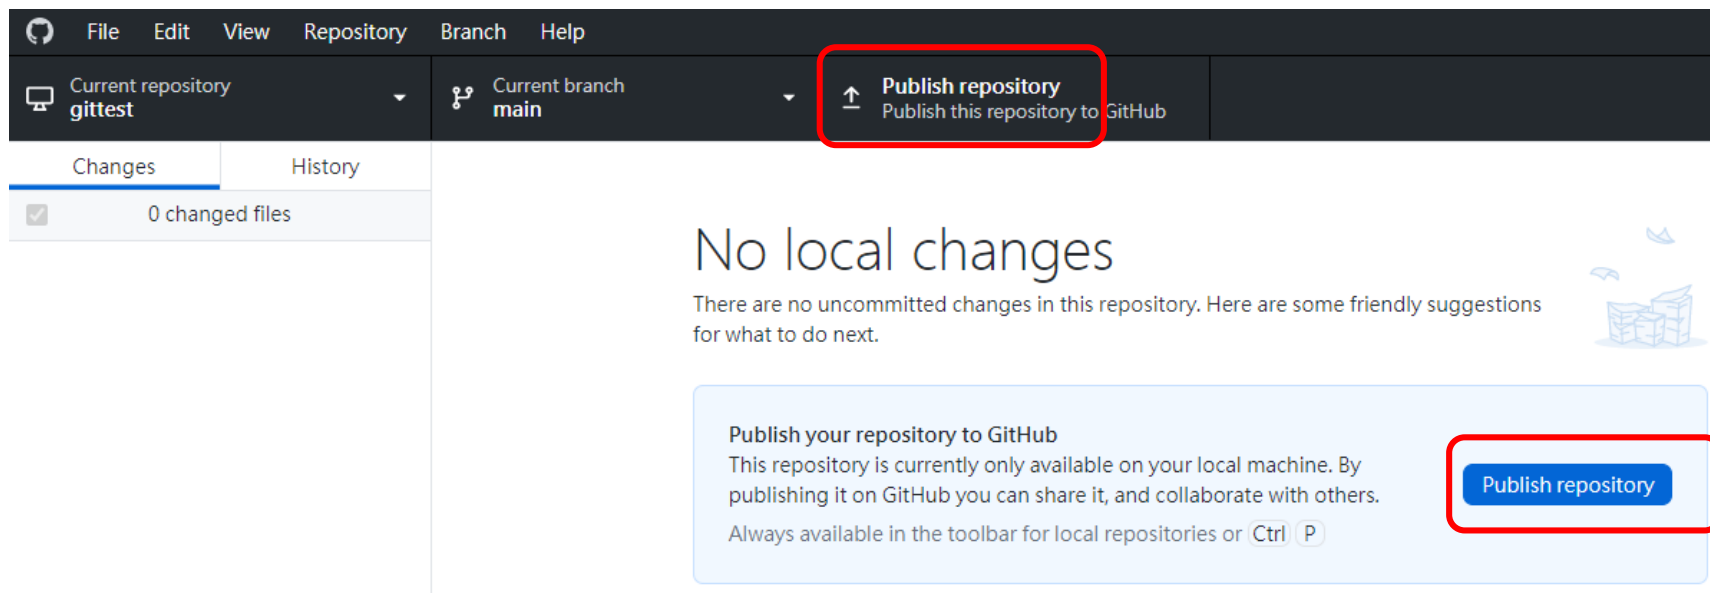 File Edit View Repository Branch Help
Current repository
gittest
Current branch
main
Publish repository
Publish this repository to GitHub
Changes History
0 changed files
No local changes
There are no uncommitted changes in this repository. Here are some friendly suggestions
for what to do next.
Publish your repository to GitHub
This repository is currently only available on your local machine. By
publishing it on GitHub you can share it, and collaborate with others.
Always available in the toolbar for local repositories or Ctrl P
Publish repository